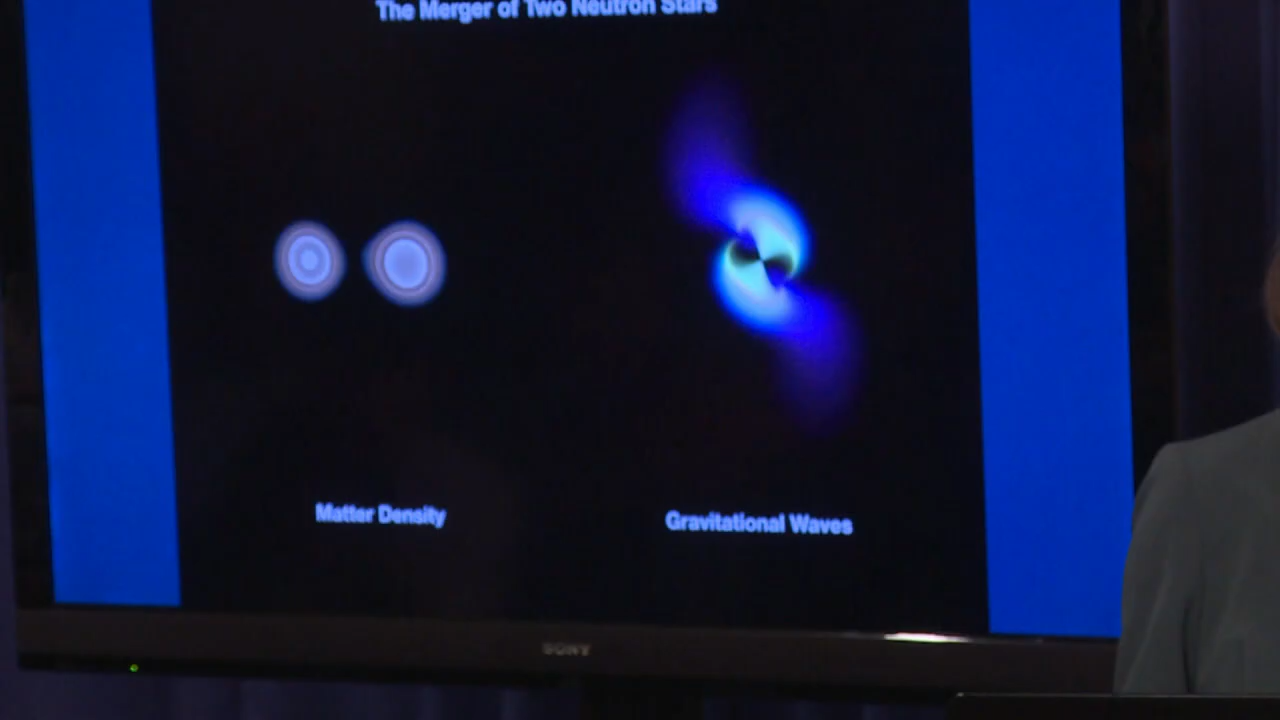 The Merger of Two Neutron Stars
Matter Density
Gravitational Waves
SONY